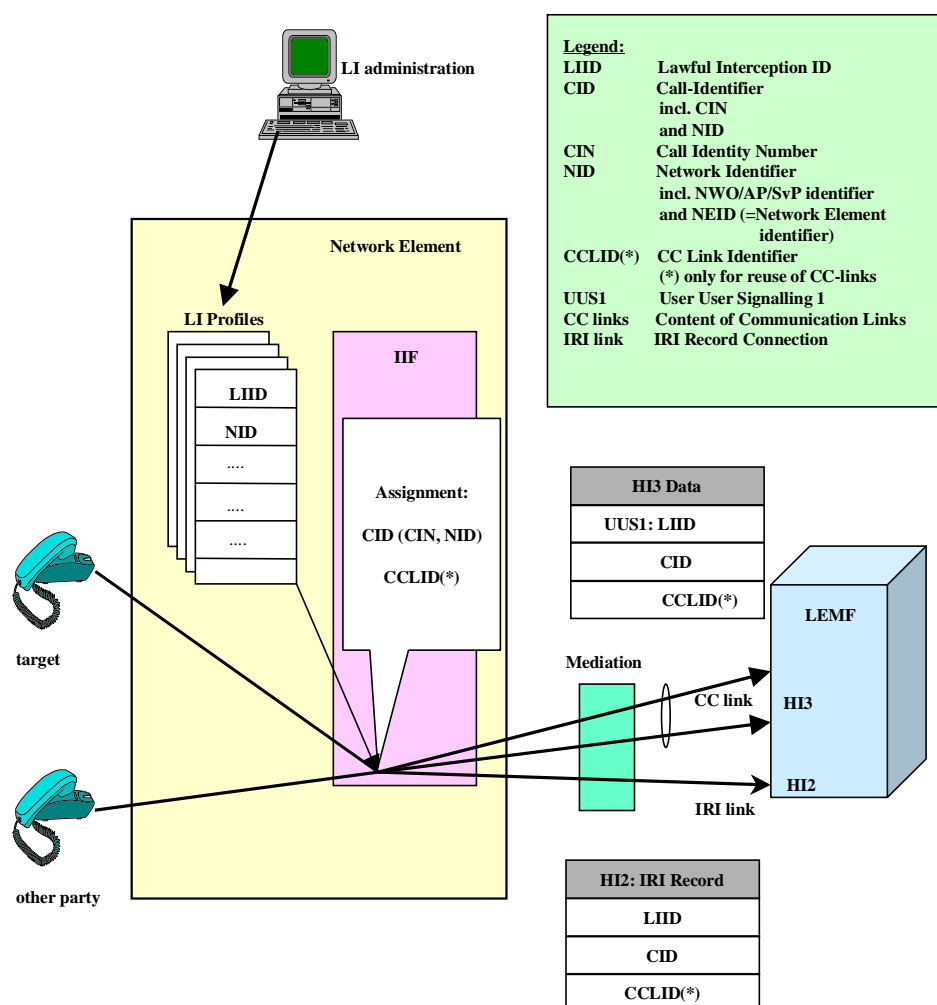 LI administration
Legend:
LIID Lawful Interception ID
CID Call-Identifier
incl. CIN
and NID
CIN Call Identity Number
NID Network Identifier
incl. NWO/AP/SvP identifier
and NEID (=Network Element
identifier)
CCLID(*) CC Link Identifier
(*) only for reuse of CC-links
UUS1 User User Signalling 1
CC links Content of Communication Links
IRI link IRI Record Connection
Network Element
LI Profiles
IIF
LIID
NID
....
....
....
Assignment:
CID (CIN, NID)
CCLID(*)
HI3 Data
UUS1: LIID
CID
CCLID(*)
target
other party
Mediation
LEMF
CC link
HI3
HI2
IRI link
HI2: IRI Record
LIID
CID
CCLID(*)